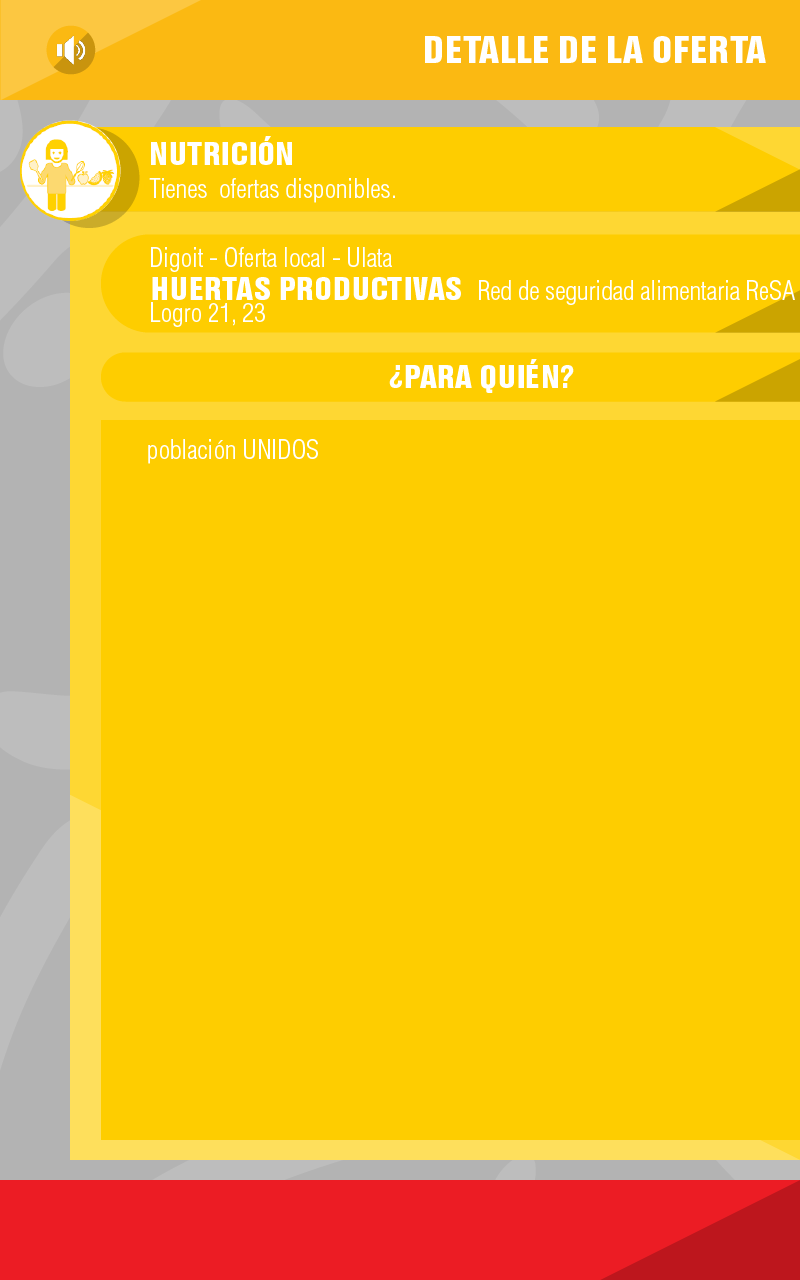 DETALLE DE LA OFERTA
NUTRICIÓN
Tienes  ofertas disponibles.
Digoit - Oferta local - Ulata
HUERTAS PRODUCTIVAS  Red de seguridad alimentaria ReSA
Logro 21, 23
¿PARA QUIÉN?
población UNIDOS